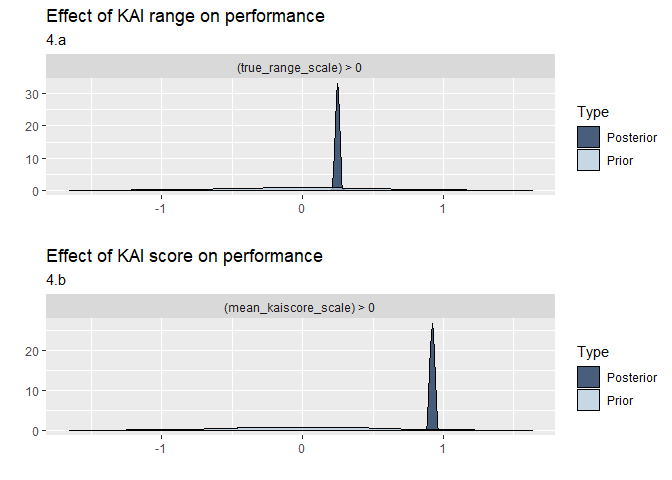 Effect of KAI range on performance
4.a
(true_range_scale) > 0
30
20
10
0
-1
0
1
Type
Posterior
Prior
Effect of KAI score on performance
4.b
(mean_kaiscore_scale) > 0
20
10
0
-1
0
1
Type
Posterior
Prior